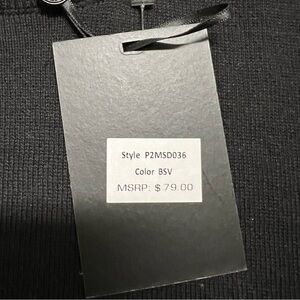 Style P2MSD036
Color BSV
MSRP: $ 79.00